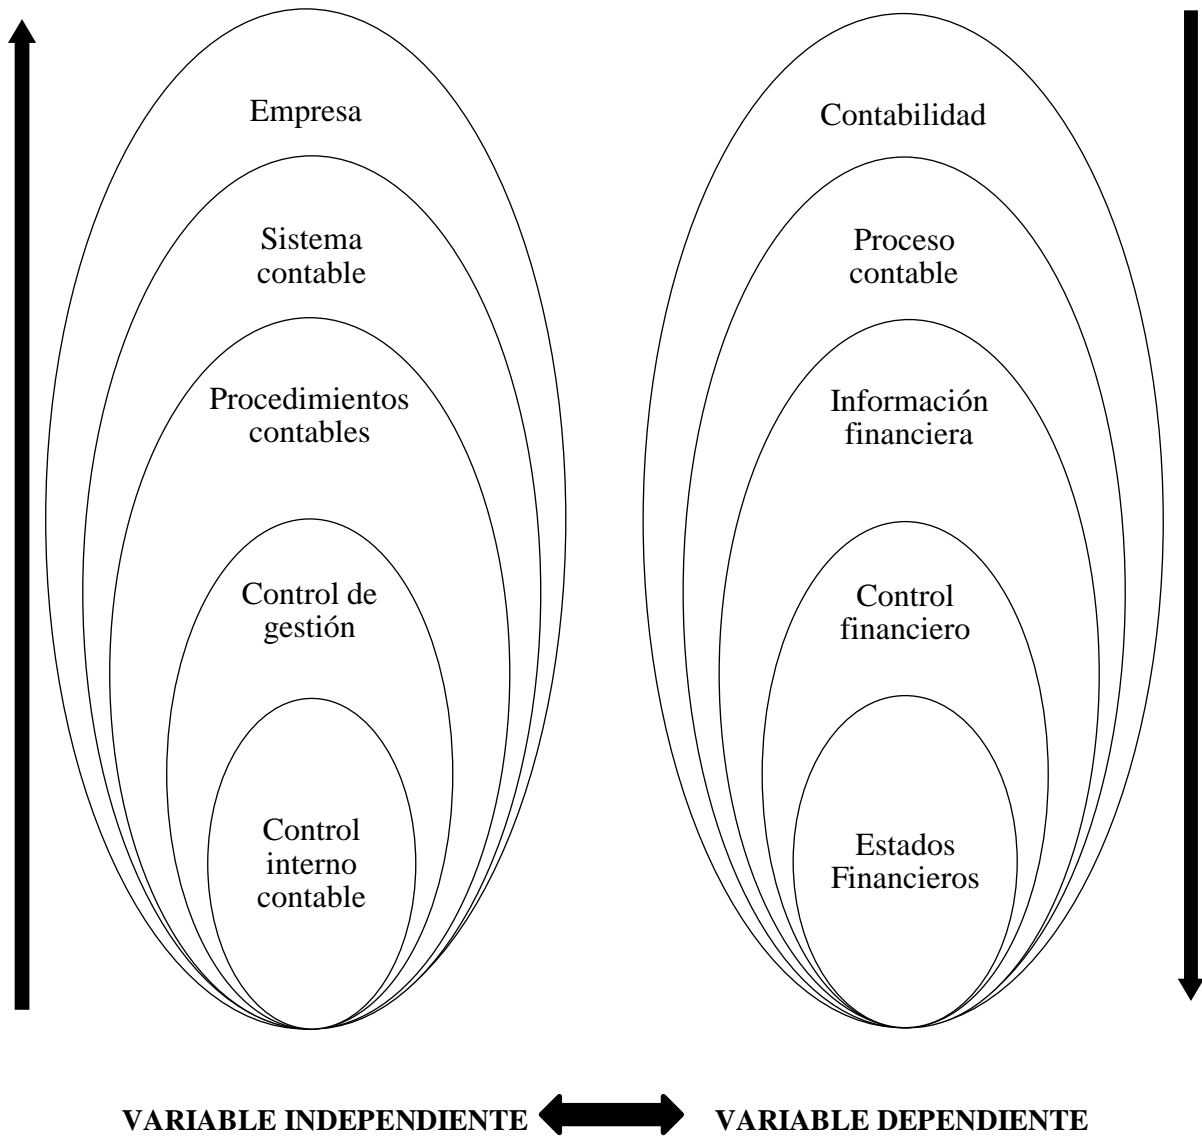 Empresa
Sistema
contable
Procedimientos
contables
Control de
gestión
Control
interno
contable
Contabilidad
Proceso
contable
Información
financiera
Control
financiero
Estados
Financieros
VARIABLE INDEPENDIENTE
VARIABLE DEPENDIENTE